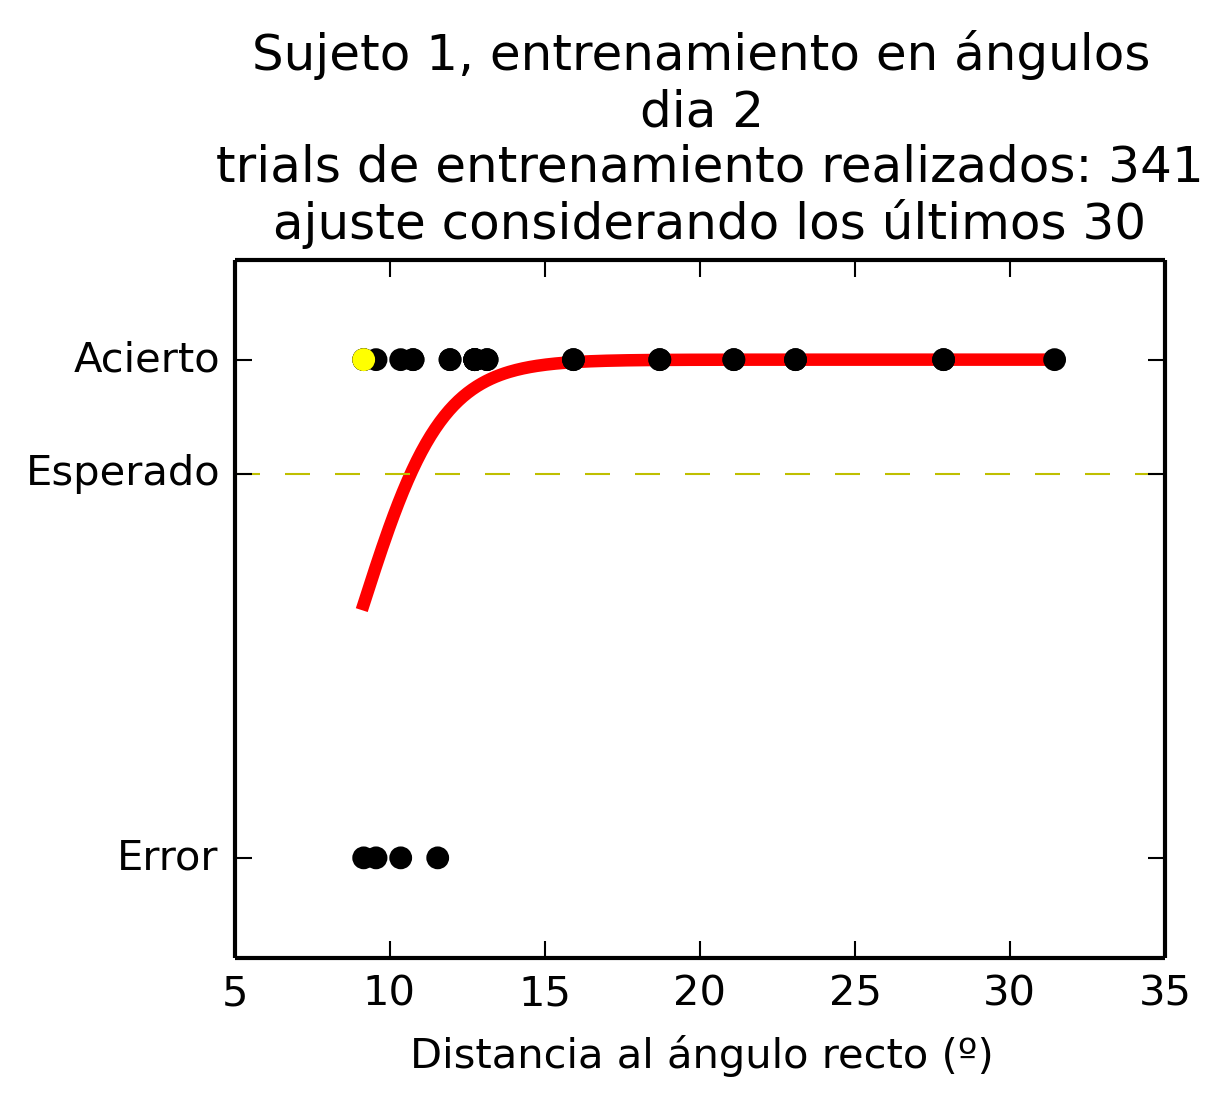 Sujeto 1, entrenamiento en ángulos
dia 2
trials de entrenamiento realizados: 341
ajuste considerando los últimos 30
Acierto
Esperado
Error
5 10 15 20 25 30 35
Distancia al ángulo recto (º)